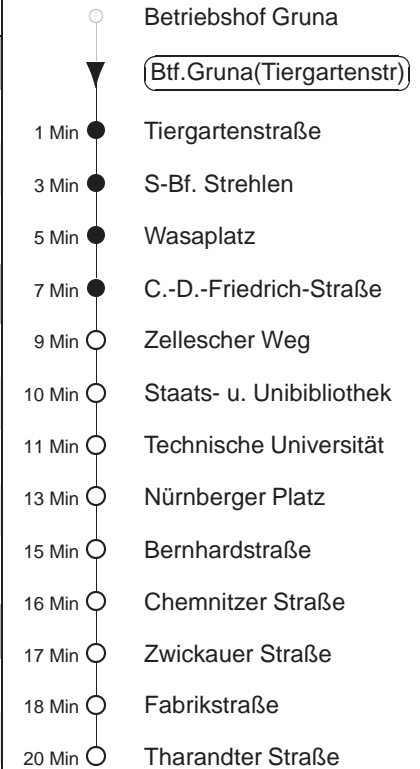 Betriebshof Gruna
Btf.Gruna(Tiergartenstr)
1 Min Tiergartenstraße
3 Min S-Bf. Strehlen
5 Min Wasaplatz
7 Min C.-D.-Friedrich-Straße
9 Min Zellescher Weg
10 Min Staats- u. Unibibliothek
11 Min Technische Universität
13 Min Nürnberger Platz
15 Min Bernhardstraße
16 Min Chemnitzer Straße
17 Min Zwickauer Straße
18 Min Fabrikstraße
20 Min Tharandter Straße